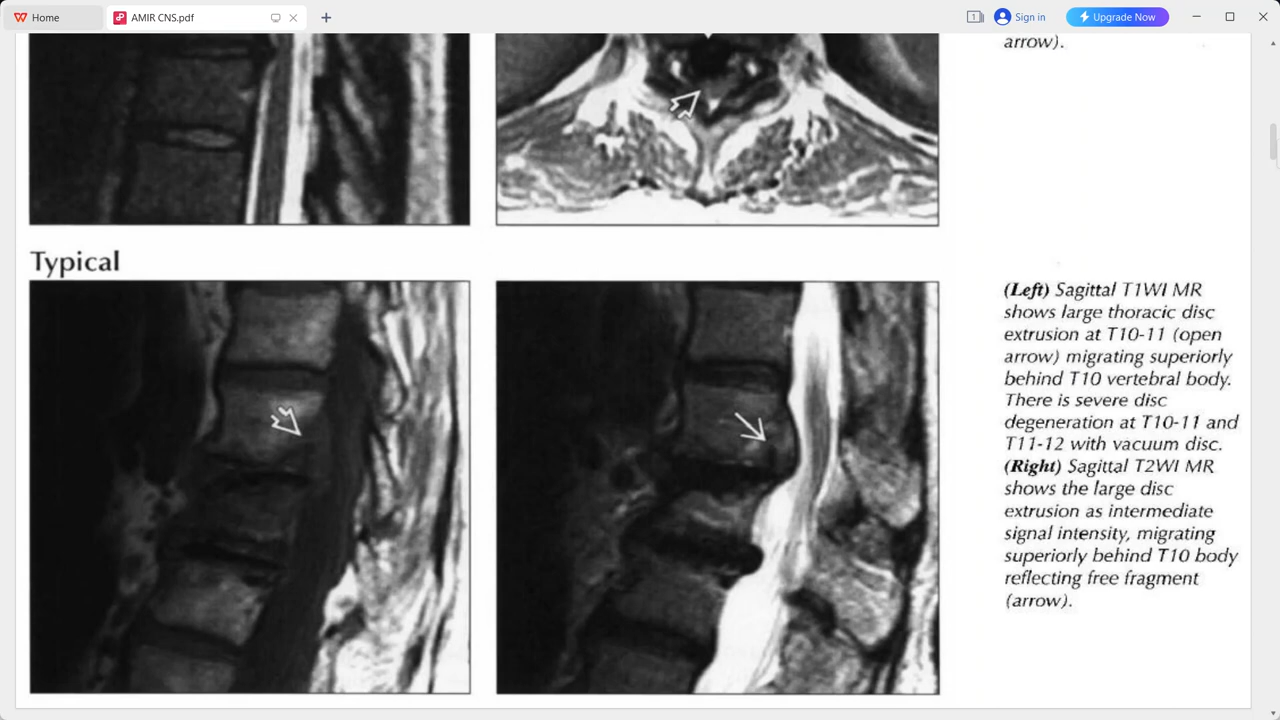 Home
AMIR CNS.pdf
1
Sign in
Upgrade Now
arrow).
Typical
(Left) Sagittal T1WI MR
shows large thoracic disc
extrusion at T10-11 (open
arrow) migrating superiorly
behind T10 vertebral body.
There is severe disc
degeneration at T10-11 and
T11-12 with vacuum disc.
(Right) Sagittal T2WI MR
shows the large disc
extrusion as intermediate
signal intensity, migrating
superiorly behind T10 body
reflecting free fragment
(arrow).